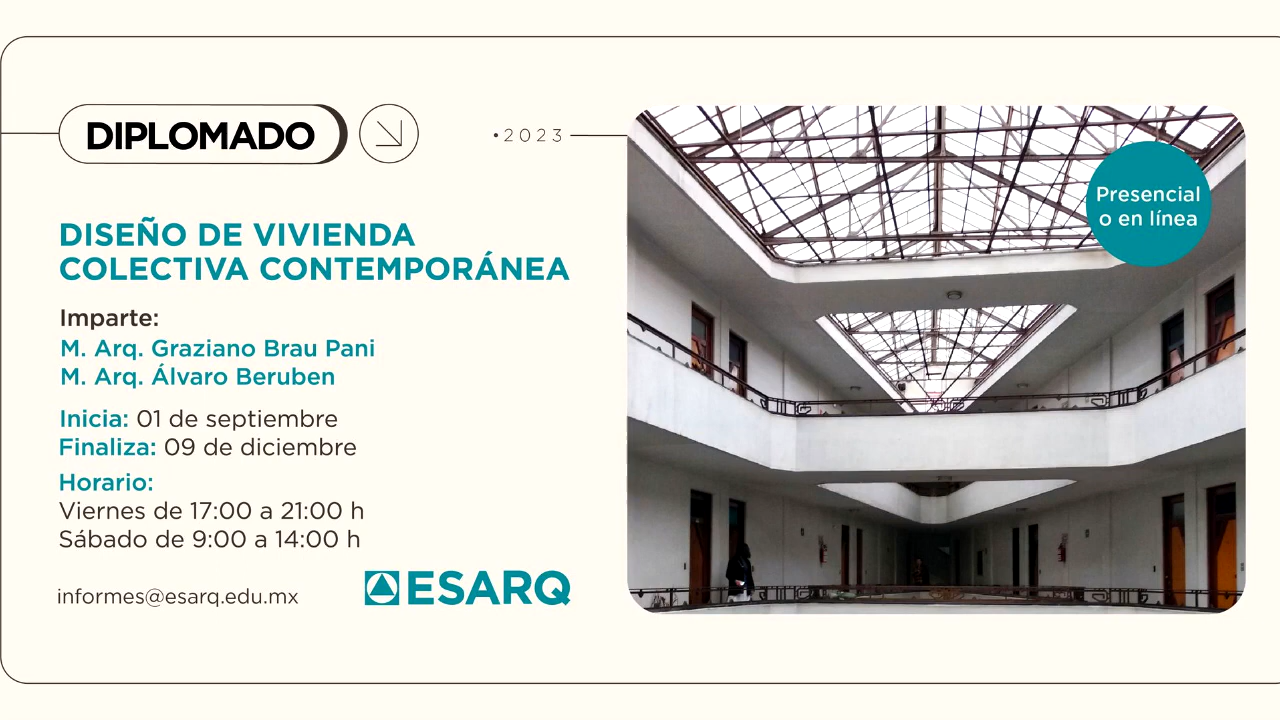 DIPLOMADO
•2023
DISEÑO DE VIVIENDA
COLECTIVA CONTEMPORÁNEA
Imparte:
M. Arq. Graziano Brau Pani
M. Arq. Álvaro Beruben
Inicia: 01 de septiembre
Finaliza: 09 de diciembre
Horario:
Viernes de 17:00 a 21:00 h
Sábado de 9:00 a 14:00 h
informes@esarq.edu.mx
ESARQ
Presencial
o en línea